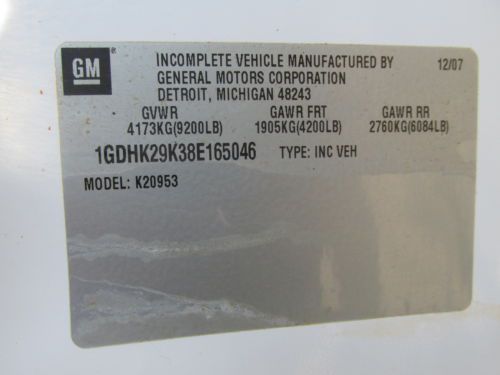 GM ® INCOMPLETE VEHICLE MANUFACTURED BY 12/07
GENERAL MOTORS CORPORATION
DETROIT, MICHIGAN 48243
GVWR GAWR FRT GAWR RR
4173KG(9200LB) 1905KG(4200LB) 2760KG(6084LB)
1GDHK29K38E165046 TYPE: INC VEH
MODEL: K20953